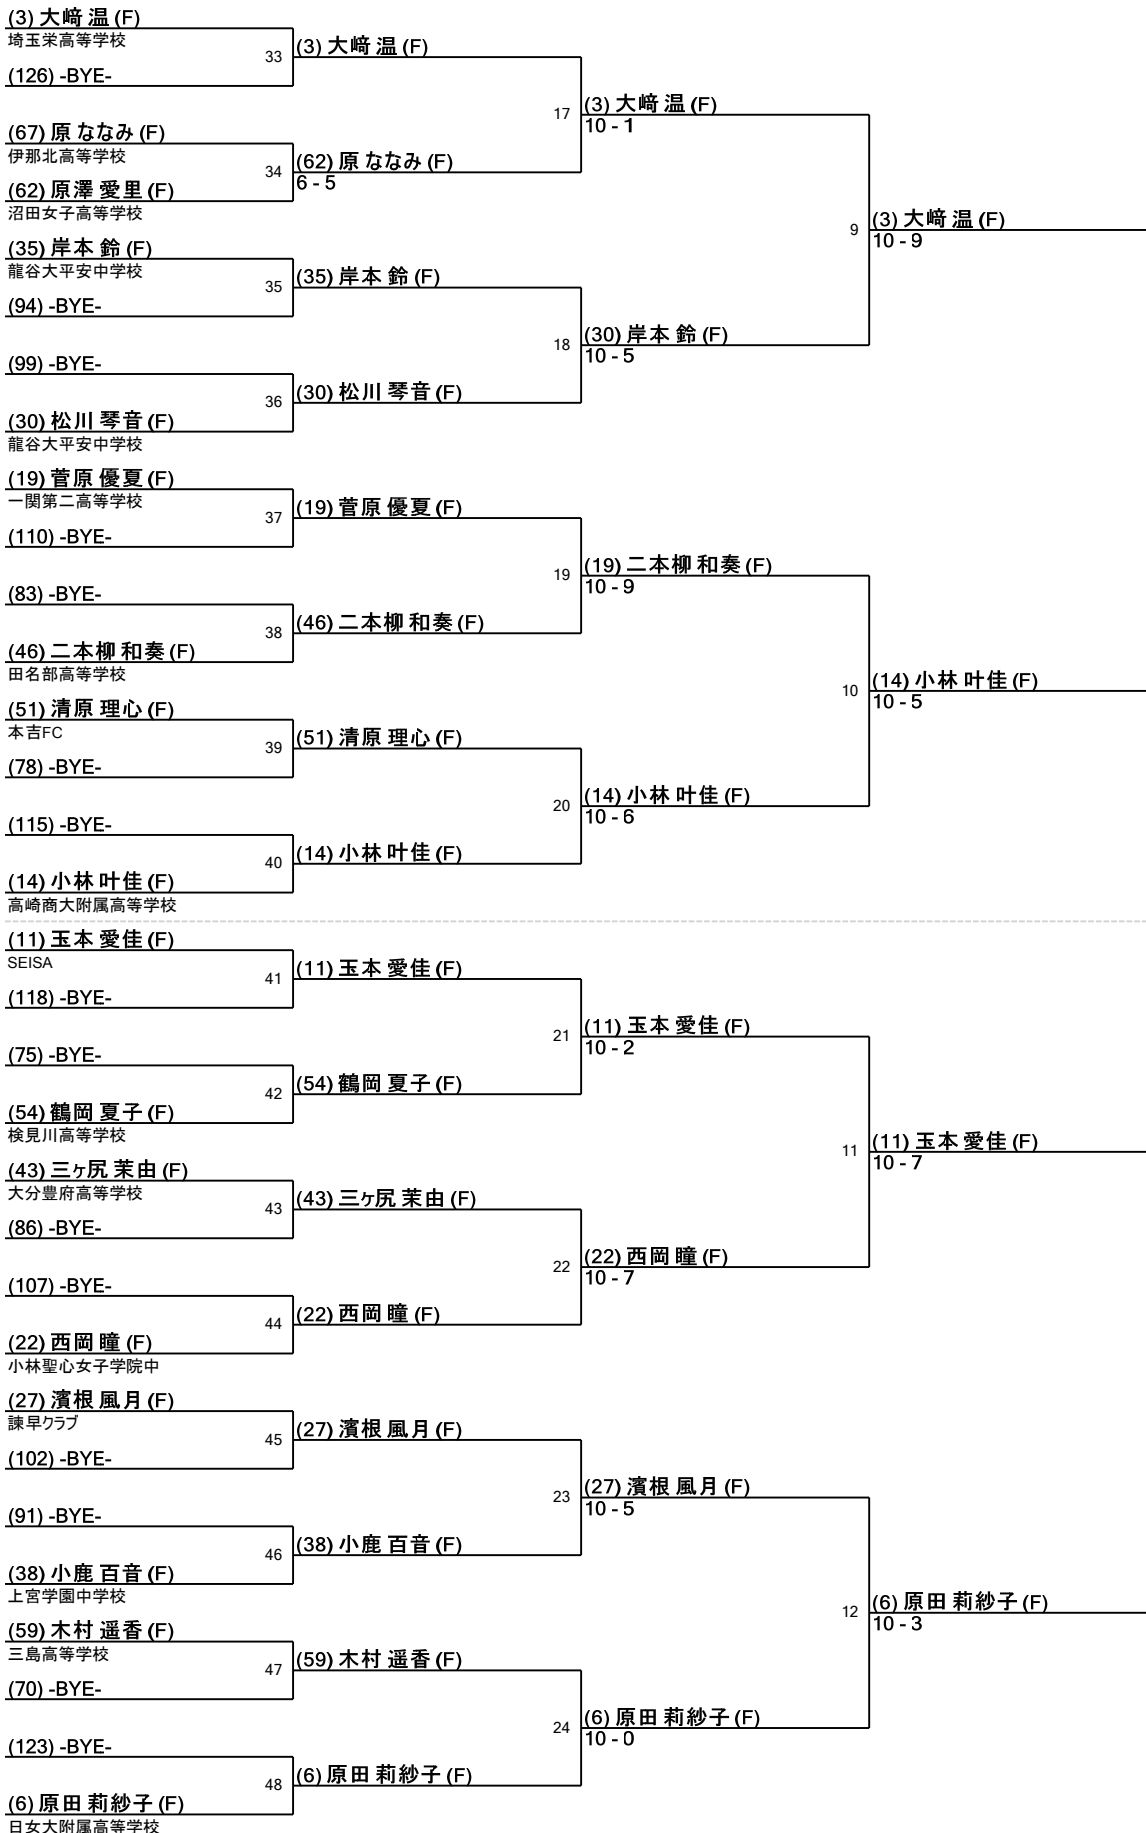 (3) 大﨑 温 (F)
埼玉栄高等学校
33
(3) 大﨑 温 (F)
(126) -BYE-
17
(3) 大﨑 温 (F)
10 - 1
(67) 原 ななみ (F)
伊那北高等学校
34
(62) 原 ななみ (F)
6 - 5
(62) 原澤 愛里 (F)
沼田女子高等学校
9
(3) 大﨑 温 (F)
10 - 9
(35) 岸本 鈴 (F)
龍谷大平安中学校
35
(35) 岸本 鈴 (F)
(94) -BYE-
18
(30) 岸本 鈴 (F)
10 - 5
(99) -BYE-
36
(30) 松川 琴音 (F)
(30) 松川 琴音 (F)
龍谷大平安中学校
(19) 菅原 優夏 (F)
一関第二高等学校
37
(19) 菅原 優夏 (F)
(110) -BYE-
19
(19) 二本柳 和奏 (F)
10 - 9
(83) -BYE-
38
(46) 二本柳 和奏 (F)
(46) 二本柳 和奏 (F)
田名部高等学校
10
(14) 小林 叶佳 (F)
10 - 5
(51) 清原 理心 (F)
本吉FC
39
(51) 清原 理心 (F)
(78) -BYE-
20
(14) 小林 叶佳 (F)
10 - 6
(115) -BYE-
40
(14) 小林 叶佳 (F)
(14) 小林 叶佳 (F)
高崎商大附属高等学校
(11) 玉本 愛佳 (F)
SEISA
41
(11) 玉本 愛佳 (F)
(118) -BYE-
21
(11) 玉本 愛佳 (F)
10 - 2
(75) -BYE-
42
(54) 鶴岡 夏子 (F)
(54) 鶴岡 夏子 (F)
検見川高等学校
11
(11) 玉本 愛佳 (F)
10 - 7
(43) 三ヶ尻 茉由 (F)
大分豊府高等学校
43
(43) 三ヶ尻 茉由 (F)
(86) -BYE-
22
(22) 西岡 瞳 (F)
10 - 7
(107) -BYE-
44
(22) 西岡 瞳 (F)
(22) 西岡 瞳 (F)
小林聖心女子学院中
(27) 濱根 風月 (F)
諫早クラブ
45
(27) 濱根 風月 (F)
(102) -BYE-
23
(27) 濱根 風月 (F)
10 - 5
(91) -BYE-
46
(38) 小鹿 百音 (F)
(38) 小鹿 百音 (F)
上宮学園中学校
12
(6) 原田 莉紗子 (F)
10 - 3
(59) 木村 遥香 (F)
三島高等学校
47
(59) 木村 遥香 (F)
(70) -BYE-
24
(6) 原田 莉紗子 (F)
10 - 0
(123) -BYE-
48
(6) 原田 莉紗子 (F)
(6) 原田 莉紗子 (F)
日女大附属高等学校